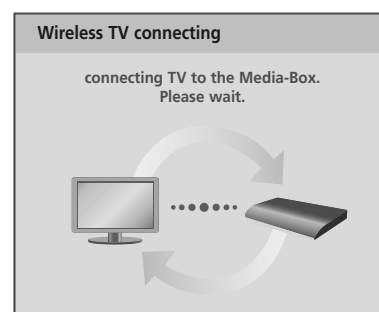 Wireless TV connecting
connecting TV to the Media-Box.
Please wait.